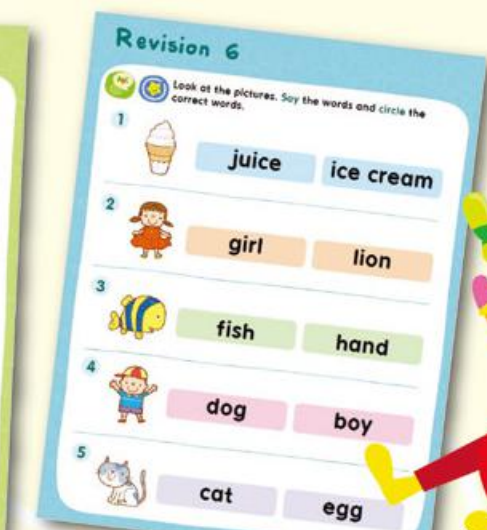 Revision 6
Look at the pictures. Say the words and circle the
correct words.
1
juice ice cream
2
girl lion
3
fish hand
4
dog boy
5
cat egg